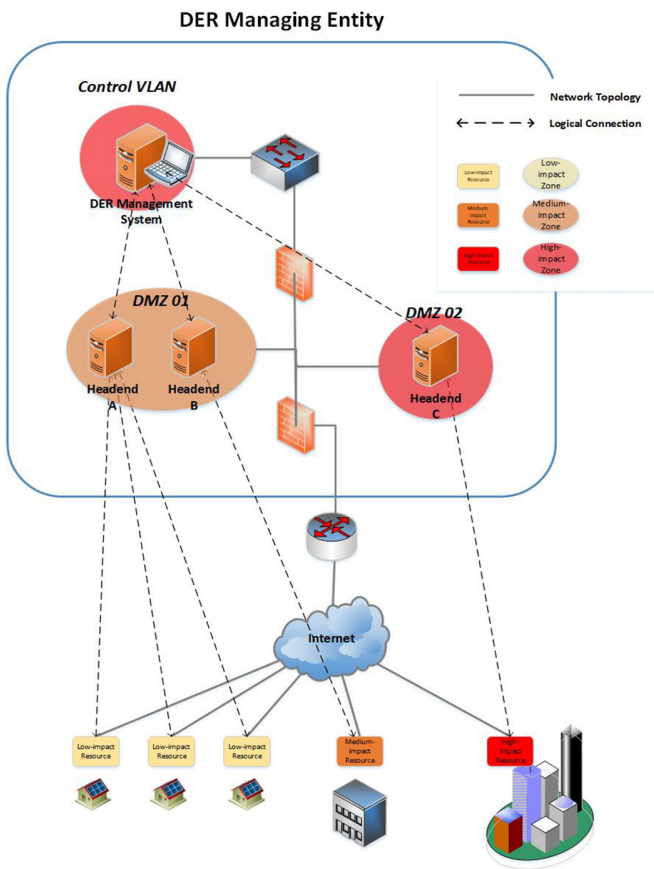 DER Managing Entity
Control VLAN
DER Management
System
Network Topology
Logical Connection
Low-impact
Resource
Low-
impact
Zone
Medium
impact
Resource
Medium-
impact
Zone
High-impact
Resource
High-
impact
Zone
DMZ 01
Headend
A
Headend
B
DMZ 02
Headend
C
Internet
Low-impact
Resource
Low-impact
Resource
Low-impact
Resource
Medium-
impact
Resource
High-
impact
Resource